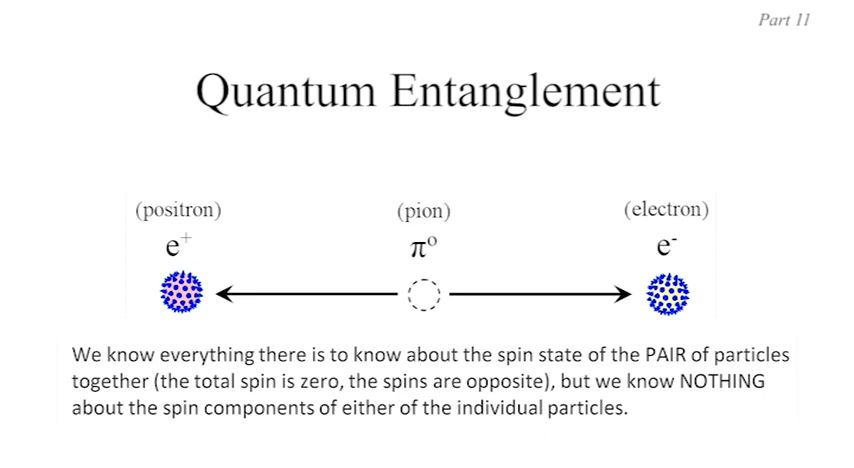 Part 11
Quantum Entanglement
(positron) (pion) (electron)
e⁺ π⁰ e⁻
We know everything there is to know about the spin state of the PAIR of particles
together (the total spin is zero, the spins are opposite), but we know NOTHING
about the spin components of either of the individual particles.